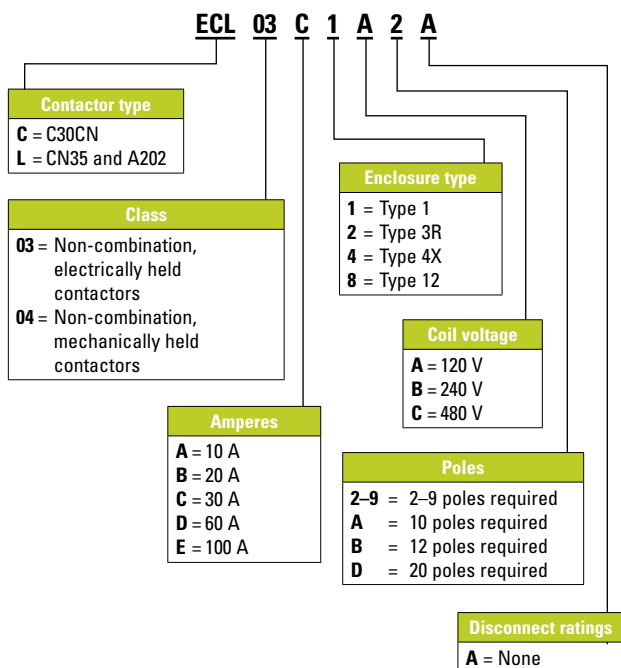 ECL 03 C 1 A 2 A
Contactor type
C = C30CN
L = CN35 and A202
Class
03 = Non-combination,
electrically held
contactors
04 = Non-combination,
mechanically held
contactors
Enclosure type
1 = Type 1
2 = Type 3R
4 = Type 4X
8 = Type 12
Coil voltage
A = 120 V
B = 240 V
C = 480 V
Amperes
A = 10 A
B = 20 A
C = 30 A
D = 60 A
E = 100 A
Poles
2–9 = 2–9 poles required
A = 10 poles required
B = 12 poles required
D = 20 poles required
Disconnect ratings
A = None